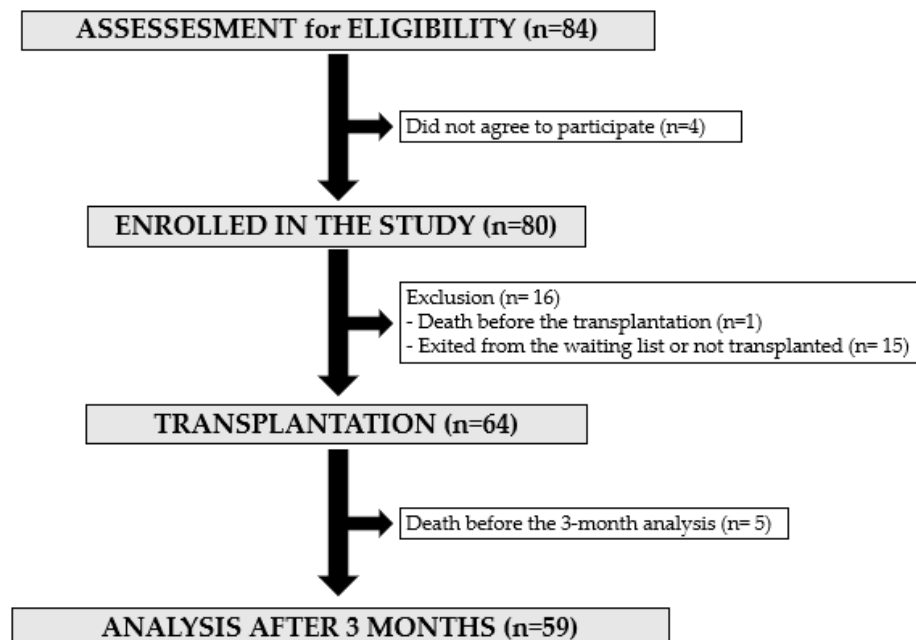 ASSESSESMENT for ELIGIBILITY (n=84)
Did not agree to participate (n=4)
ENROLLED IN THE STUDY (n=80)
Exclusion (n= 16)
- Death before the transplantation (n=1)
- Exited from the waiting list or not transplanted (n= 15)
TRANSPLANTATION (n=64)
Death before the 3-month analysis (n= 5)
ANALYSIS AFTER 3 MONTHS (n=59)